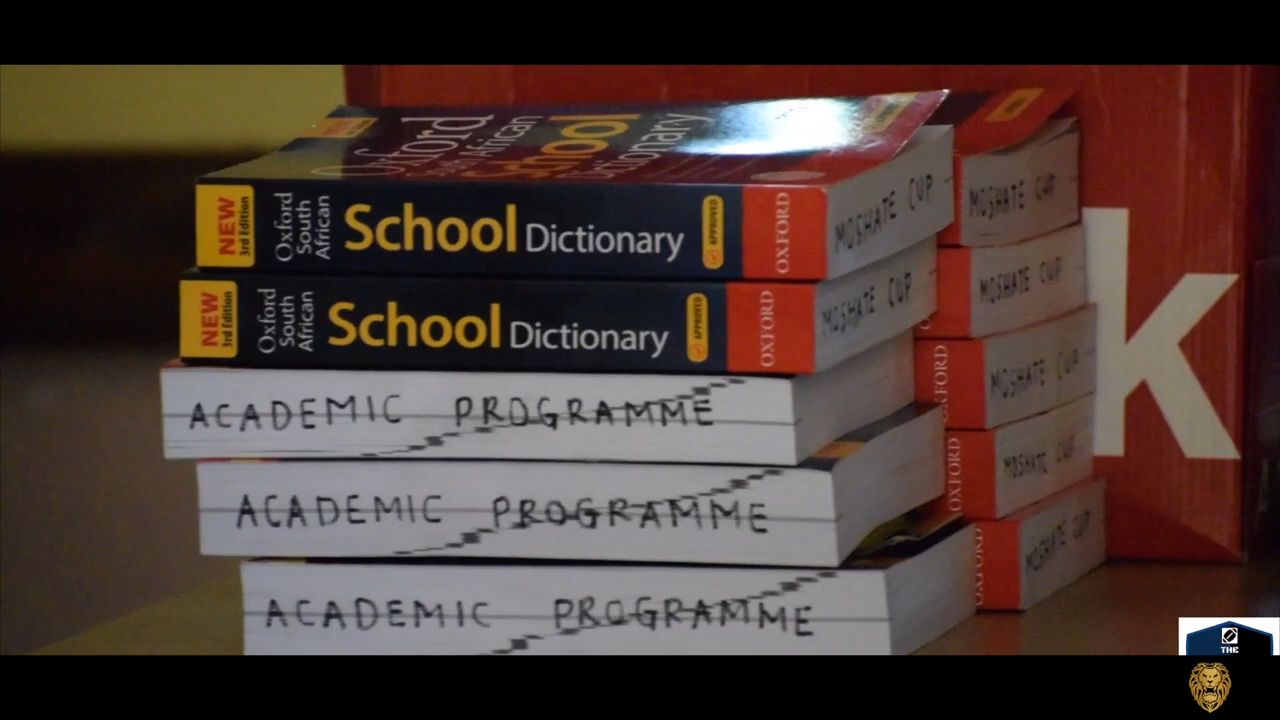 Oxford
South African
School
Dictionary
NEW
3rd Edition
Oxford
South
African
School Dictionary
APPROVED
OXFORD
MOSHATE CUP
NEW
3rd Edition
Oxford
South
African
School Dictionary
APPROVED
OXFORD
MOSHATE CUP
ACADEMIC PROGRAMME
ACADEMIC PROGRAMME
ACADEMIC PROGRAMME
MOSHATE CUP
MOSHATE CUP
OXFORD
MOSHATE CUP
OXFORD
MOSHATE CUP
OXFORD
MOSHATE CUP
k
THE